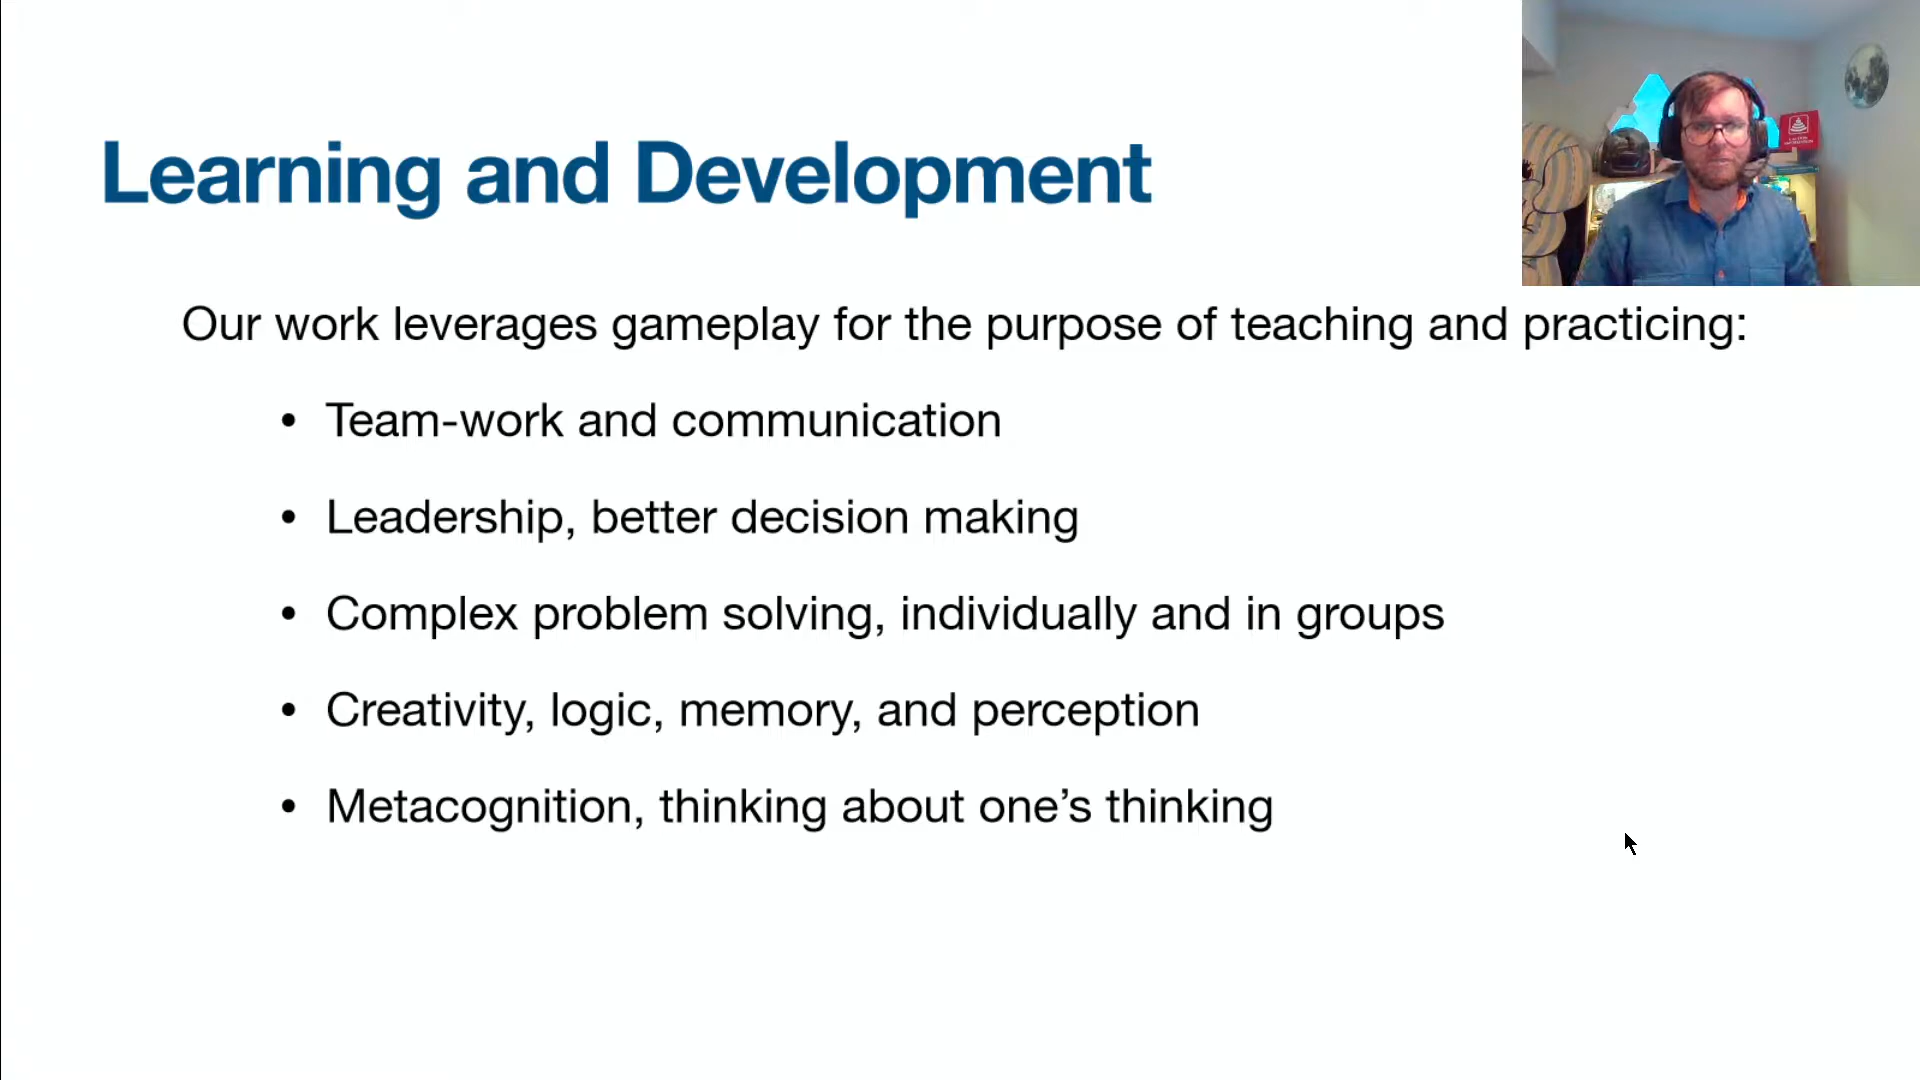 Learning and Development
Our work leverages gameplay for the purpose of teaching and practicing:
• Team-work and communication
• Leadership, better decision making
• Complex problem solving, individually and in groups
• Creativity, logic, memory, and perception
• Metacognition, thinking about one’s thinking